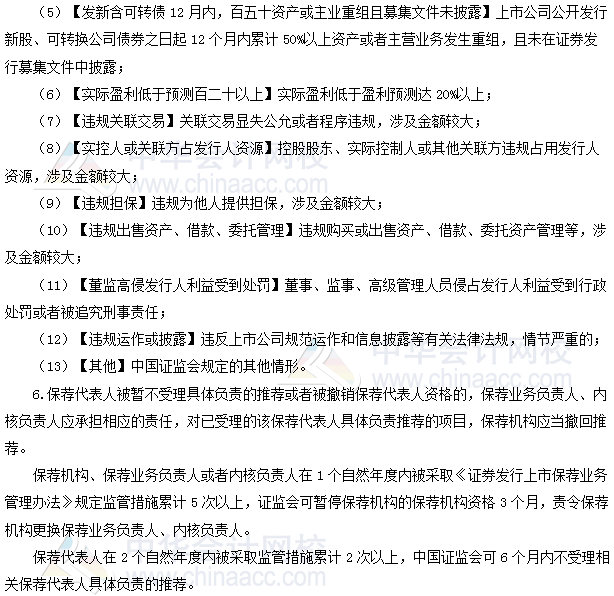 （5）【发新含可转债 12 月内，百五十资产或主业重组且募集文件未披露】上市公司公开发行
新股、可转换公司债券之日起 12 个月内累计 50%以上资产或者主营业务发生重组，且未在证券发
行募集文件中披露；
（6）【实际盈利低于预测百二十以上】实际盈利低于盈利预测达 20%以上；
（7）【违规关联交易】关联交易显失公允或者程序违规，涉及金额较大；
（8）【实控人或关联方占发行人资源】控股股东、实际控制人或其他关联方违规占用发行人
资源，涉及金额较大；
（9）【违规担保】违规为他人提供担保，涉及金额较大；
（10）【违规出售资产、借款、委托管理】违规购买或出售资产、借款、委托资产管理等，涉
及金额较大；
（11）【董监高侵发行人利益受到处罚】董事、监事、高级管理人员侵占发行人利益受到行政
处罚或者被追究刑事责任；
（12）【违规运作或披露】违反上市公司规范运作和信息披露等有关法律法规，情节严重的；
（13）【其他】中国证监会规定的其他情形。
6.保荐代表人被暂不受理具体负责的推荐或者被撤销保荐代表人资格的，保荐业务负责人、内
核负责人应承担相应的责任，对已受理的该保荐代表人具体负责推荐的项目，保荐机构应当撤回推
荐。
保荐机构、保荐业务负责人或者内核负责人在 1 个自然年度内被采取《证券发行上市保荐业务
管理办法》规定监管措施累计 5 次以上，证监会可暂停保荐机构的保荐机构资格 3 个月，责令保荐
机构更换保荐业务负责人、内核负责人。
保荐代表人在 2 个自然年度内被采取监管措施累计 2 次以上，中国证监会可 6 个月内不受理相
关保荐代表人具体负责的推荐。
中华会计网校
www.chinaacc.com
中华会计网校
www.chinaacc.com
中华会计网校
www.chinaacc.com